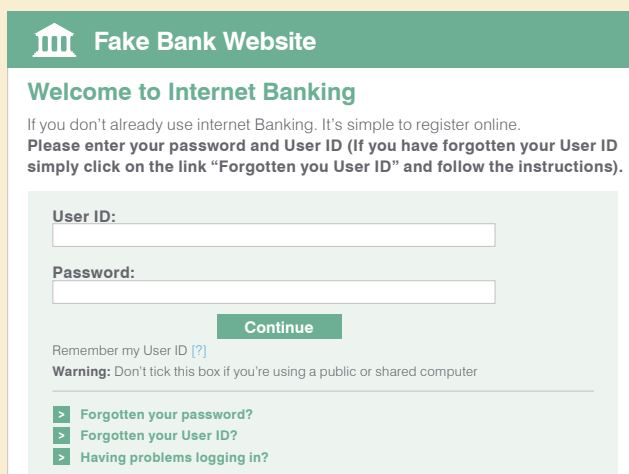 Fake Bank Website
Welcome to Internet Banking
If you don't already use internet Banking. It's simple to register online.
Please enter your password and User ID (If you have forgotten your User ID
simply click on the link “Forgotten you User ID” and follow the instructions).
User ID:
Password:
Continue
Remember my User ID [?]
Warning: Don't tick this box if you're using a public or shared computer
> Forgotten your password?
> Forgotten your User ID?
> Having problems logging in?